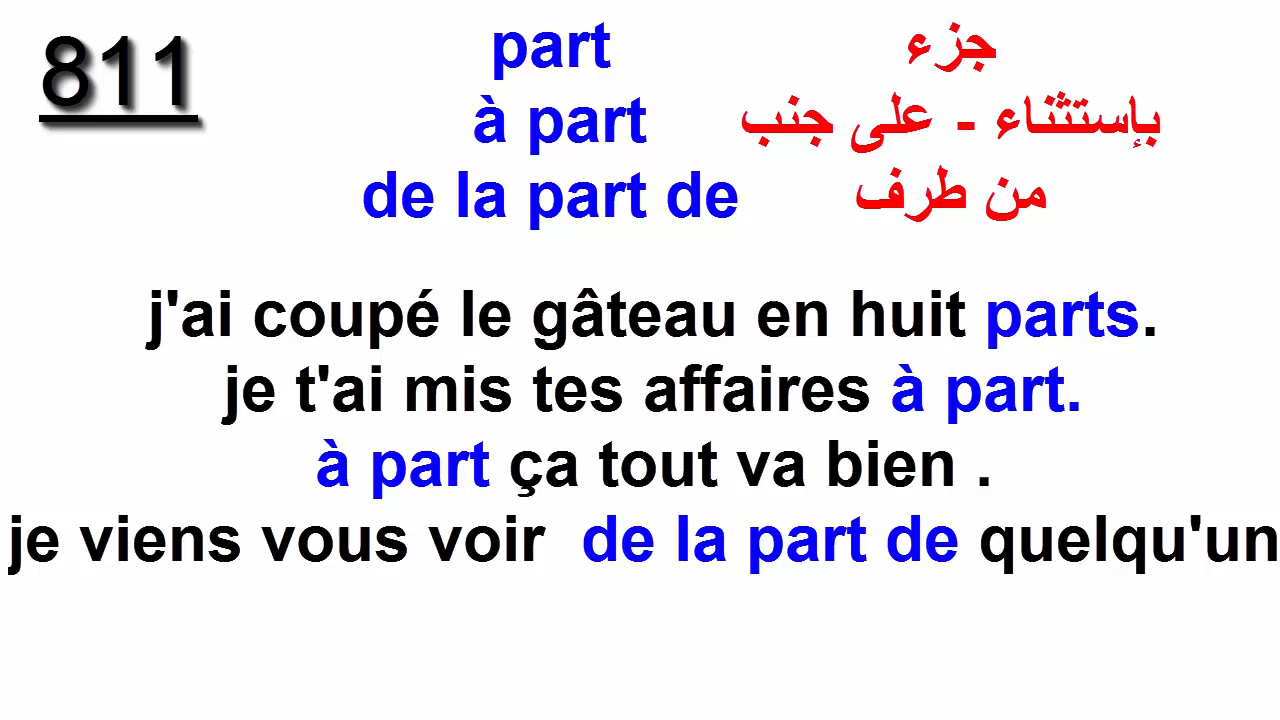 811
part جزء
à part بإستثناء - على جنب
de la part de من طرف
j'ai coupé le gâteau en huit parts.
je t'ai mis tes affaires à part.
à part ça tout va bien .
je viens vous voir de la part de quelqu'un